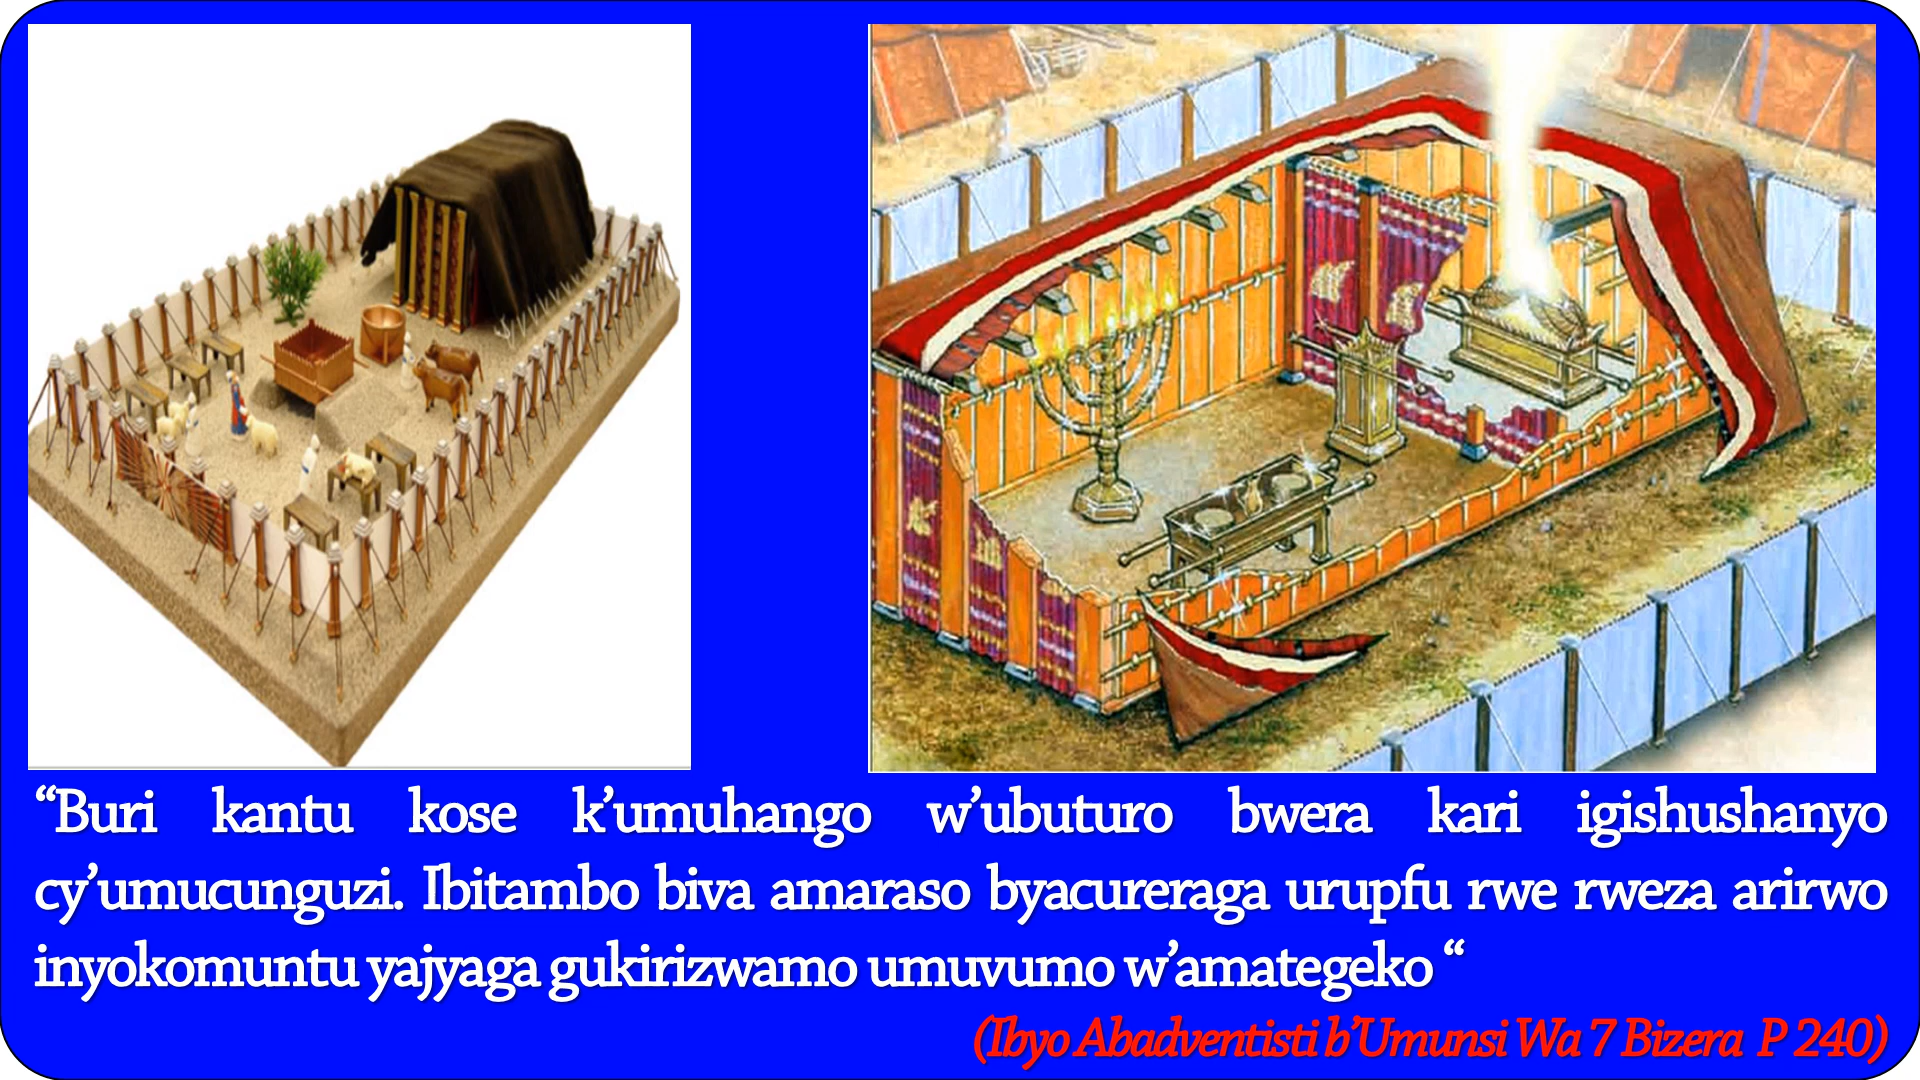 “Buri kantu kose k’umuhango w’ubuturo bwera kari igishushanyo
cy’umucunguzi. Ibitambo biva amaraso byacureraga urupfu rwe rweza arirwo
inyokomuntu yajyaga gukirizwamo umuvumo w’amategeko “
(Ibyo Abadventisti b’Umunsi Wa 7 Bizera P 240)